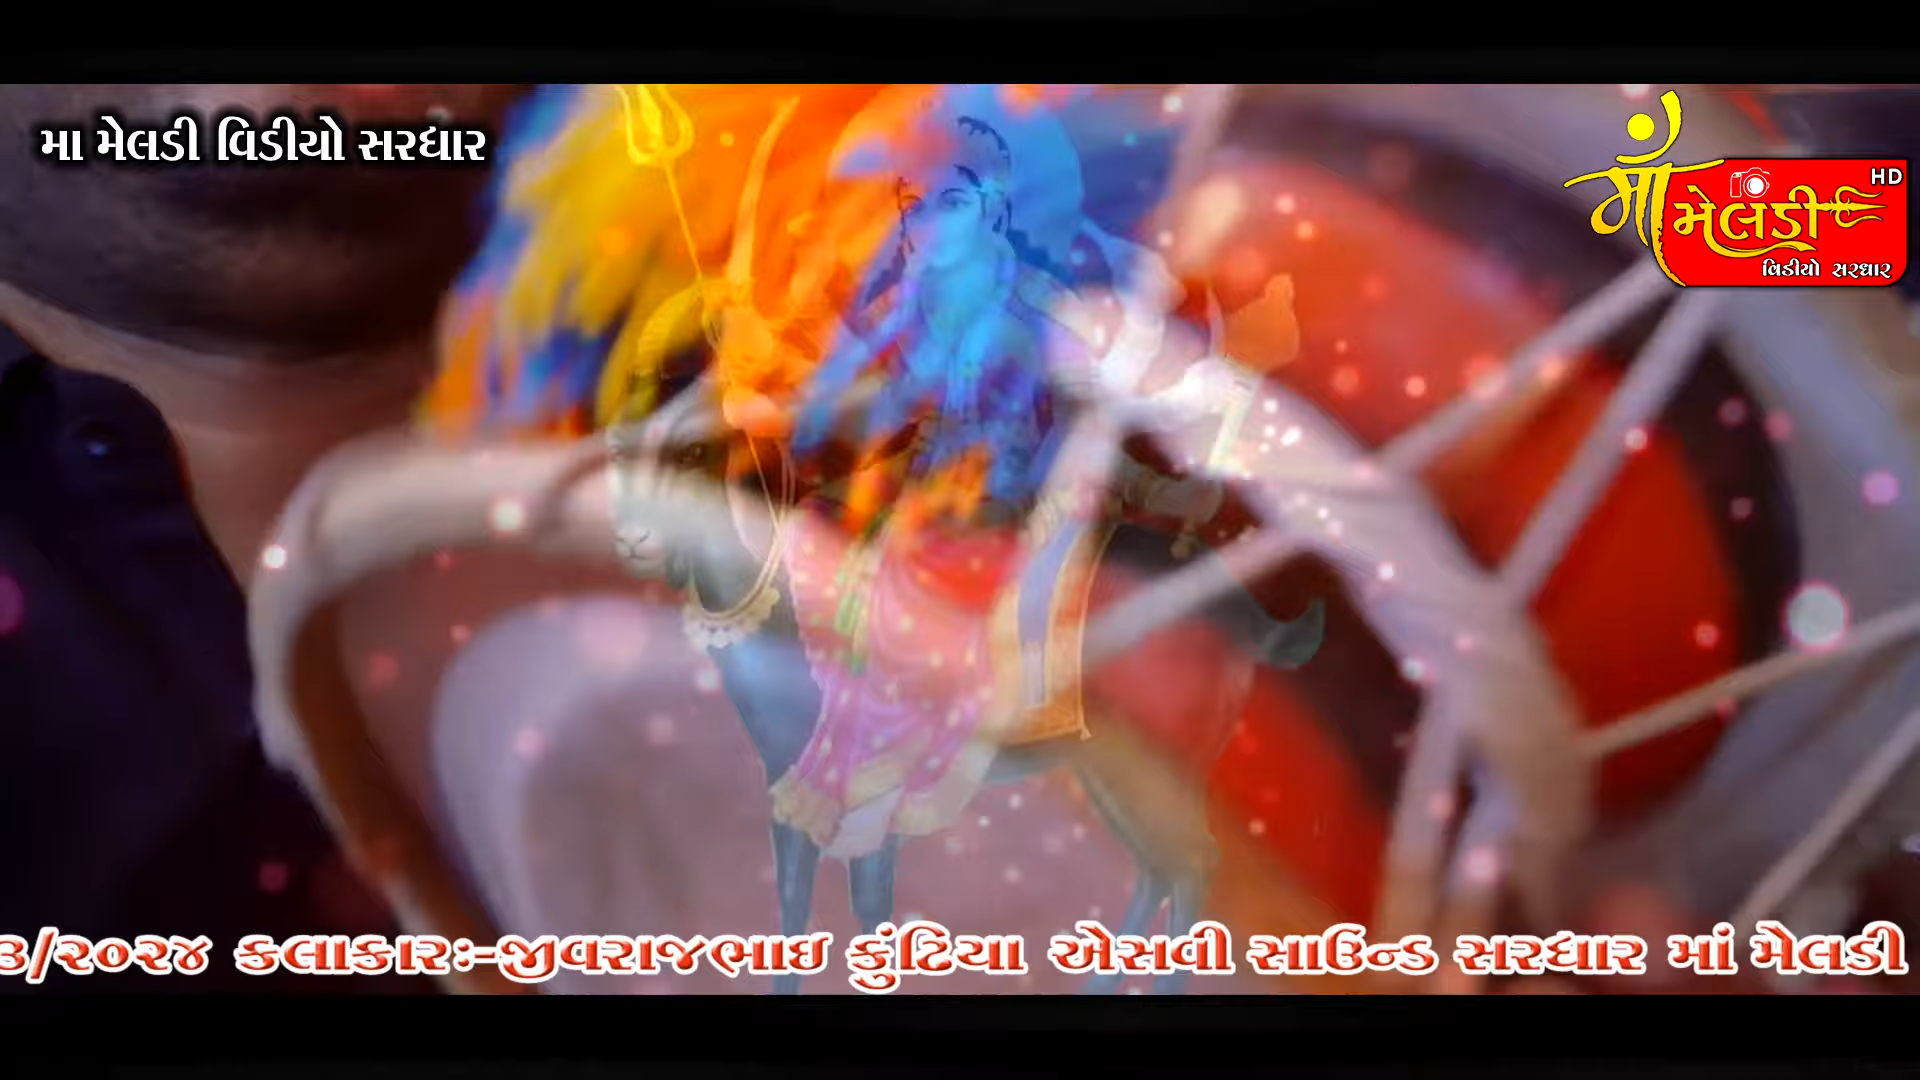 મા મેલડી વિડીયો સરધાર
HD
માઁ
મેલડી
વિડીયો સરધાર
૩/૨૦૨૪ કલાકારઃ-જીવરાજભાઇ કુંટિયા એસવી સાઉન્ડ સરધાર માં મેલડી